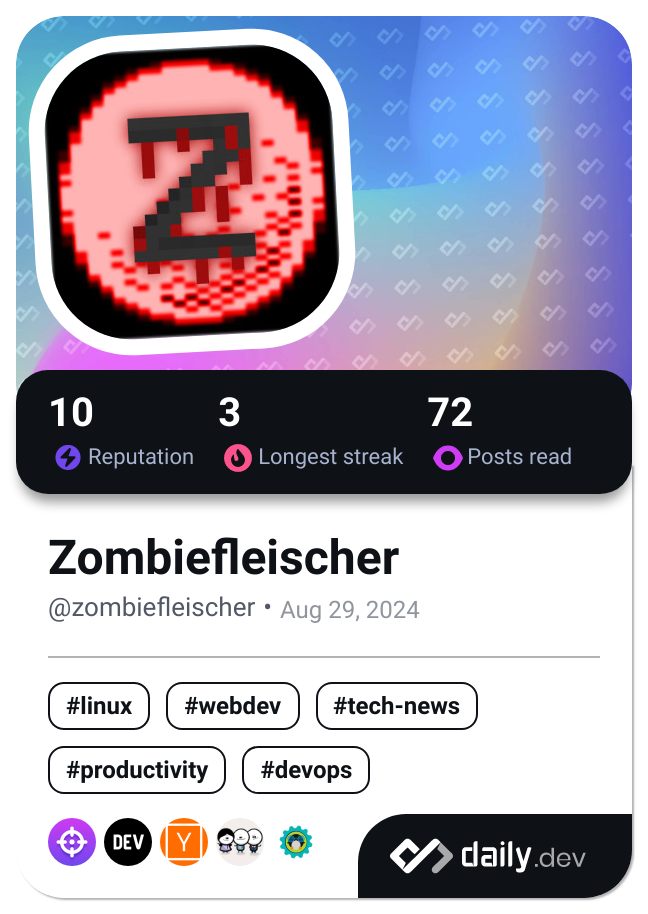 Z
10
3
72
Reputation
Longest streak
Posts read
Zombiefleischer
@zombiefleischer • Aug 29, 2024
#linux #webdev #tech-news
#productivity #devops
DEV Y
daily.dev